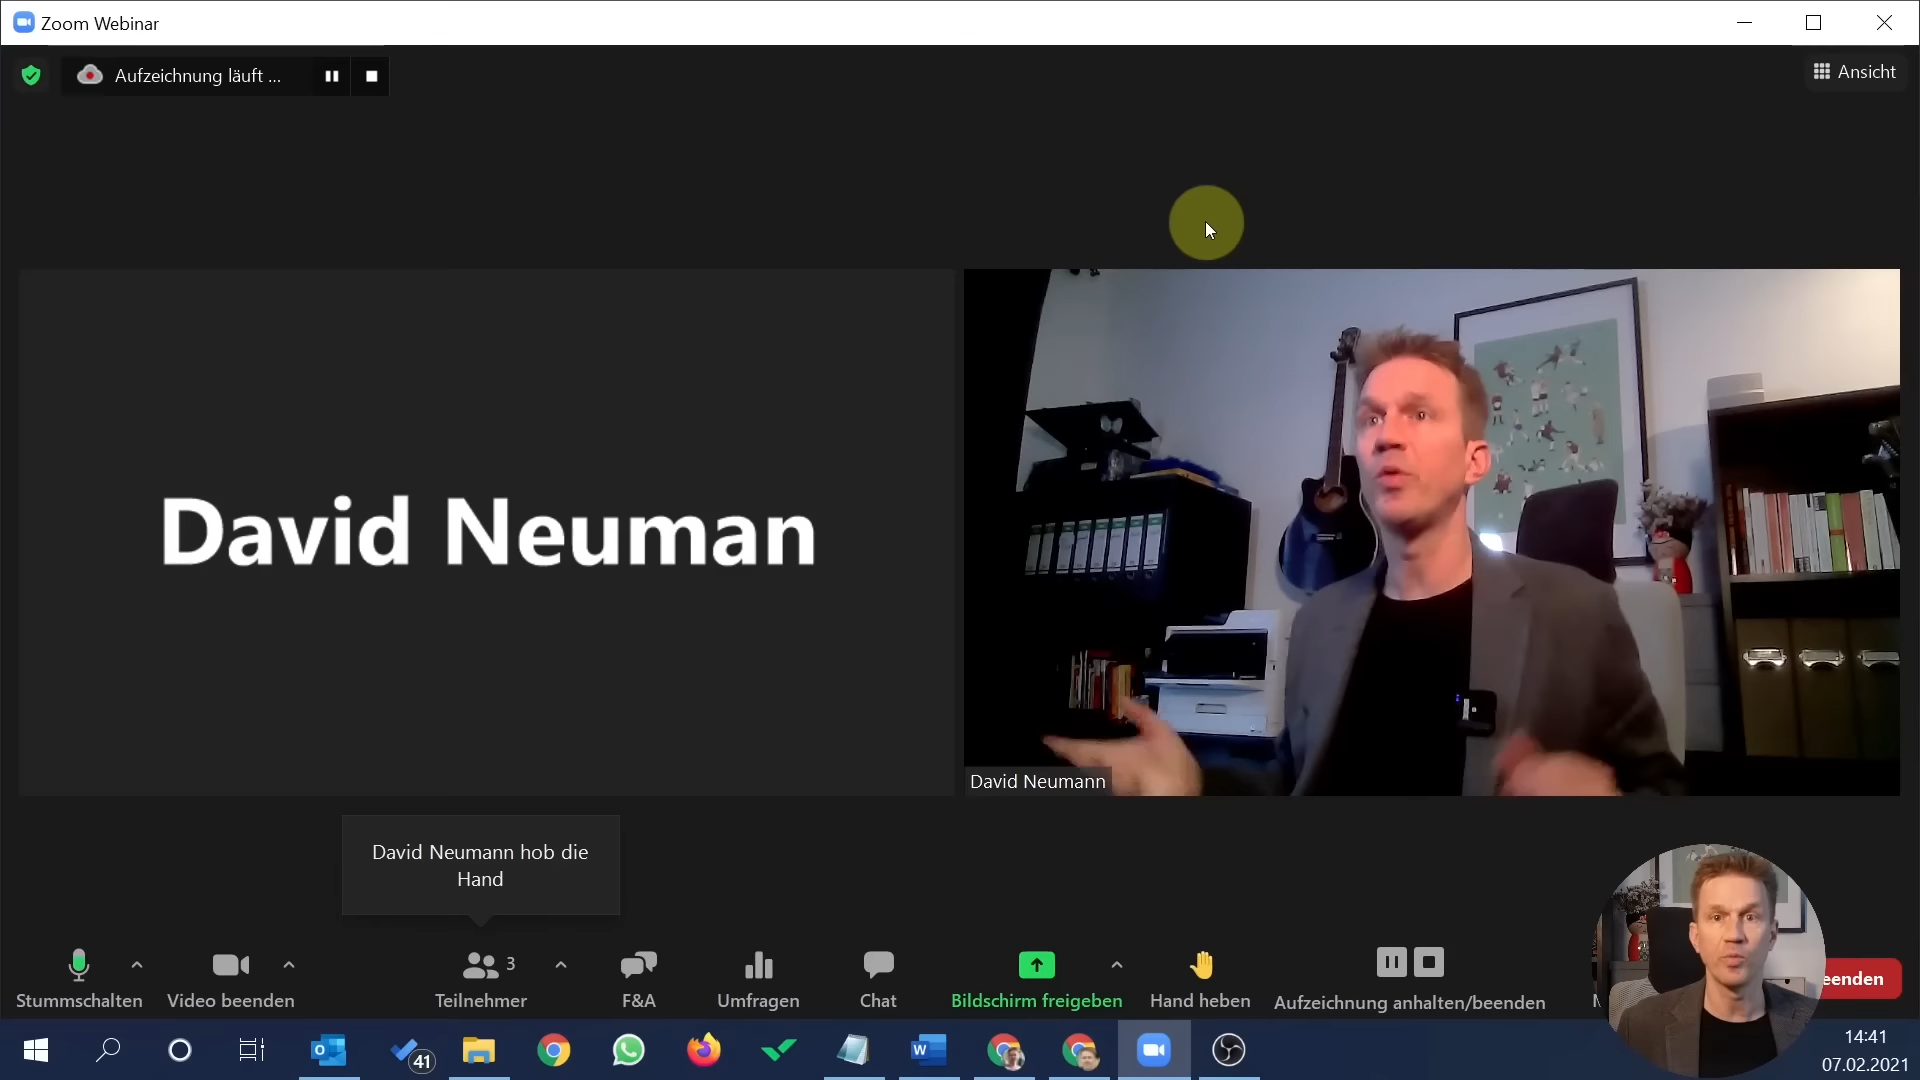 Zoom Webinar
Aufzeichnung läuft ...
Ansicht
David Neuman
David Neumann
David Neumann hob die
Hand
3
Stummschalten
Video beenden
Teilnehmer
F&A
Umfragen
Chat
Bildschirm freigeben
Hand heben
Aufzeichnung anhalten/beenden
eenden
41
14:41
07.02.2021